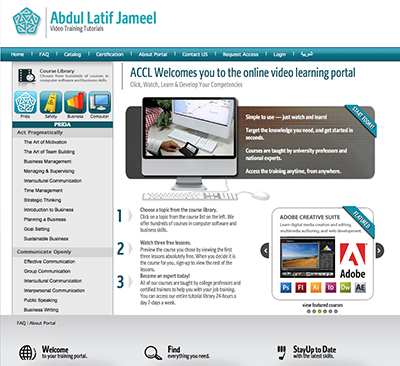 Abdul Latif Jameel
Video Training Tutorials
Home FAQ Catalog Certification About Portal Contact US Request Access Login العربية
Course Library
Choose from hundreds of courses in
computer software and business skills.
Prida Safety Business Computer
PRIDA
Act Pragmatically
The Art of Motivation
The Art of Team Building
Business Management
Managing & Supervising
Intercultural Communication
Time Management
Strategic Thinking
Introduction to Business
Planning a Business
Goal Setting
Sustainable Business
Communicate Openly
Effective Communication
Group Communication
Intercultural Communication
Interpersonal Communication
Public Speaking
Business Writing
ACCL Welcomes you to the online video learning portal
Click, Watch, Learn & Develop Your Competencies
START RIGHT!
Simple to use — just watch and learn!
Target the knowledge you need, and get started in
seconds.
Courses are taught by university professors and
national experts.
Access the training anytime, from anywhere.
1 Choose a topic from the course library.
Click on a topic from the course list on the left. We
offer hundreds of courses in computer software and
business skills.
2 Watch three free lessons.
Preview the course you chose by viewing the first
three lessons absolutely free. When you decide it is
the course for you, sign-up to view the rest of the
lessons.
3 Become an expert today!
All of our courses are taught by college professors and
certified trainers to help you with your job training.
You can access our entire tutorial library 24-hours a
day 7-days a week.
FEATURED
ADOBE CREATIVE SUITE
Learn digital media creation and editing,
multimedia authoring, and web development.
Adobe
Ps Fl Ai Id Dw AE
view featured courses
FAQ / About Portal
Welcome
to your training portal.
Find
everything you need.
StayUp to Date
with the latest skills.